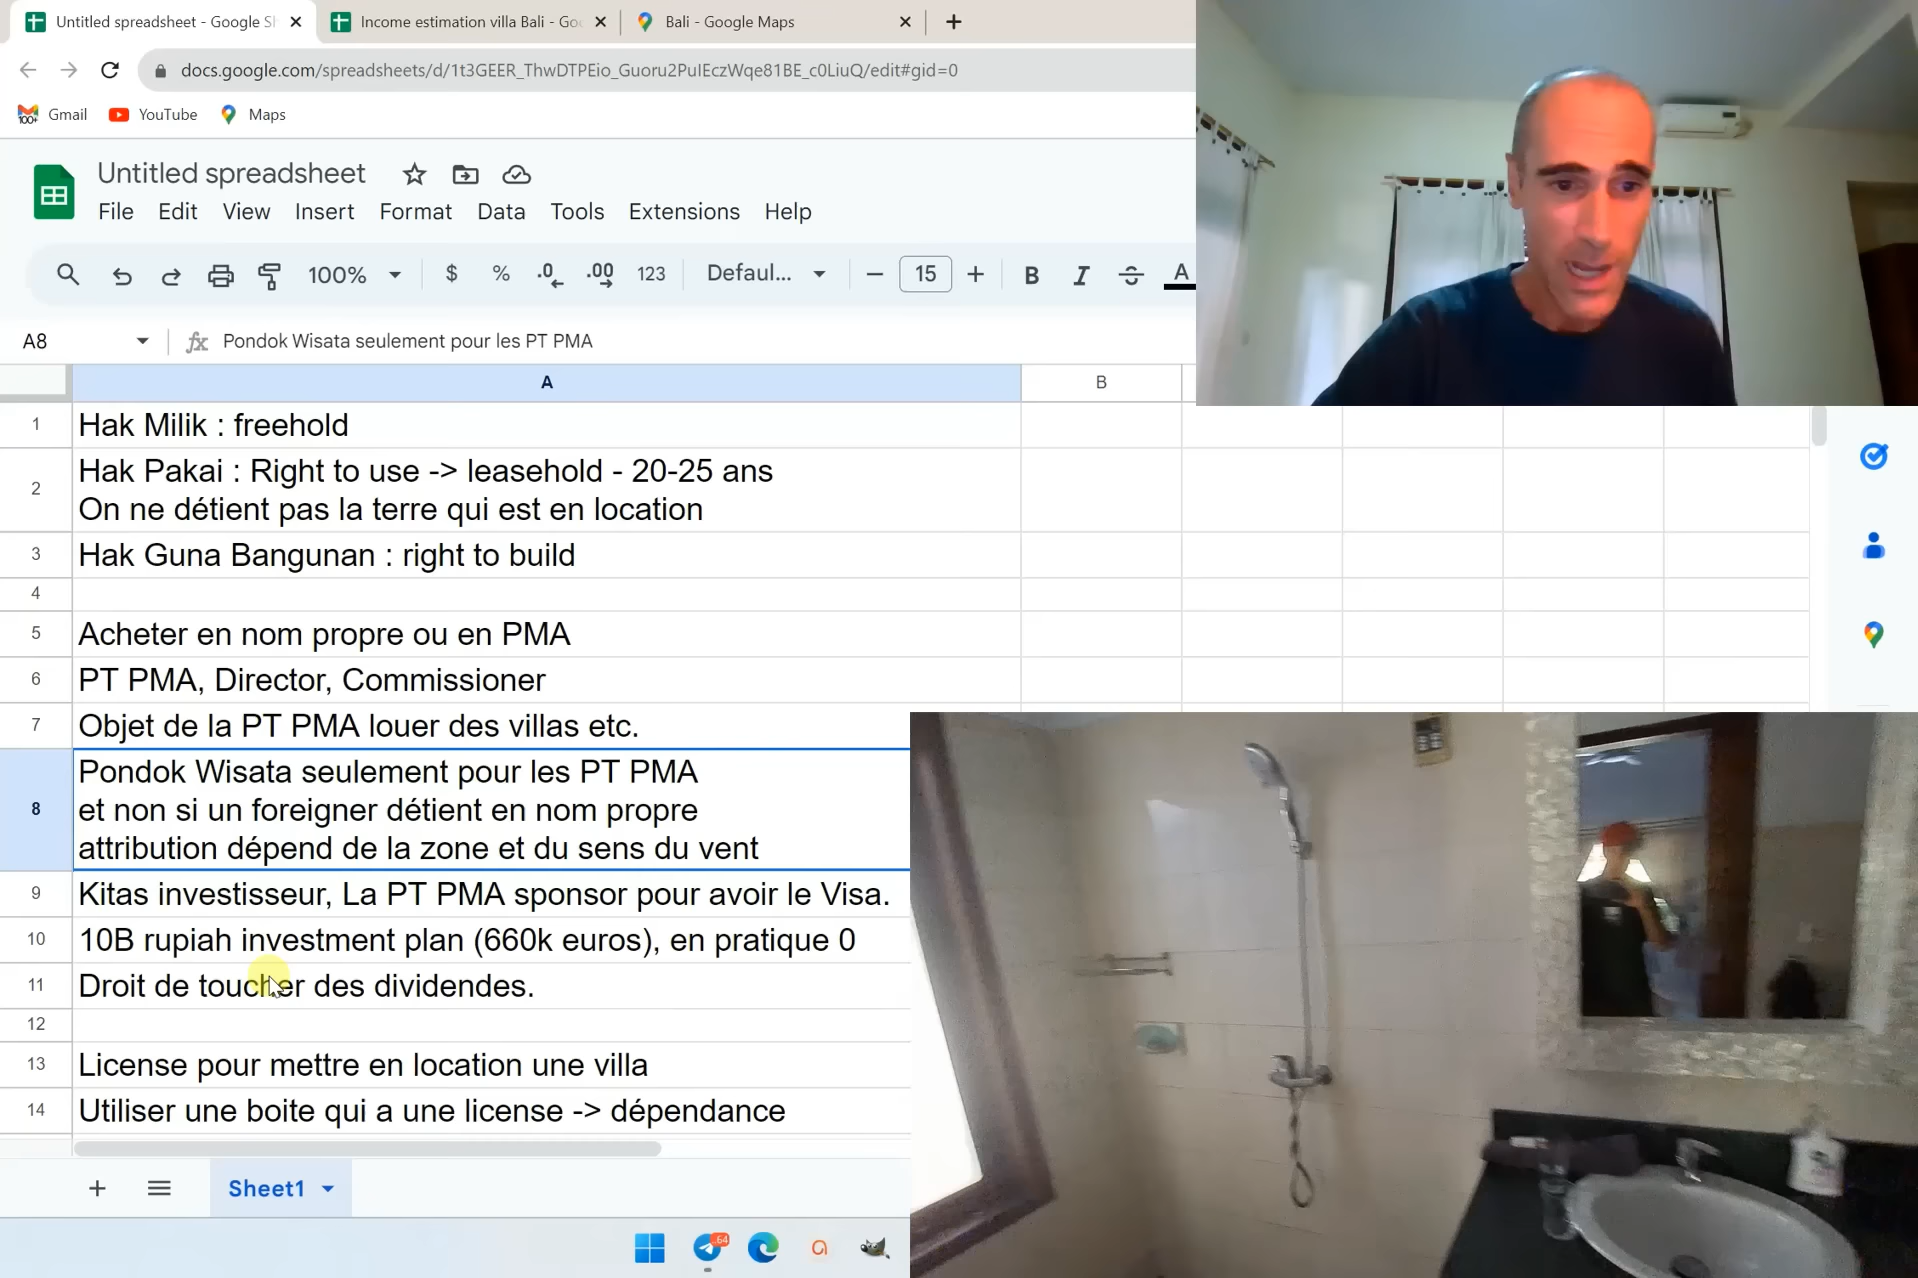 Untitled spreadsheet - Google Sh
Income estimation villa Bali - Goo
Bali - Google Maps
docs.google.com/spreadsheets/d/1t3GEER_ThwDTPEio_Guoru2PuIEczWqe81BE_c0LiuQ/edit#gid=0
Gmail
YouTube
Maps
Untitled spreadsheet
File Edit View Insert Format Data Tools Extensions Help
100% $ % .0 .00 123 Defaul... 15 B I S A
A8
fx Pondok Wisata seulement pour les PT PMA
A B
1 Hak Milik : freehold
2 Hak Pakai : Right to use -> leasehold - 20-25 ans
On ne détient pas la terre qui est en location
3 Hak Guna Bangunan : right to build
4
5 Acheter en nom propre ou en PMA
6 PT PMA, Director, Commissioner
7 Objet de la PT PMA louer des villas etc.
8 Pondok Wisata seulement pour les PT PMA
et non si un foreigner détient en nom propre
attribution dépend de la zone et du sens du vent
9 Kitas investisseur, La PT PMA sponsor pour avoir le Visa.
10 10B rupiah investment plan (660k euros), en pratique 0
11 Droit de toucher des dividendes.
12
13 License pour mettre en location une villa
14 Utiliser une boite qui a une license -> dépendance
Sheet1
64